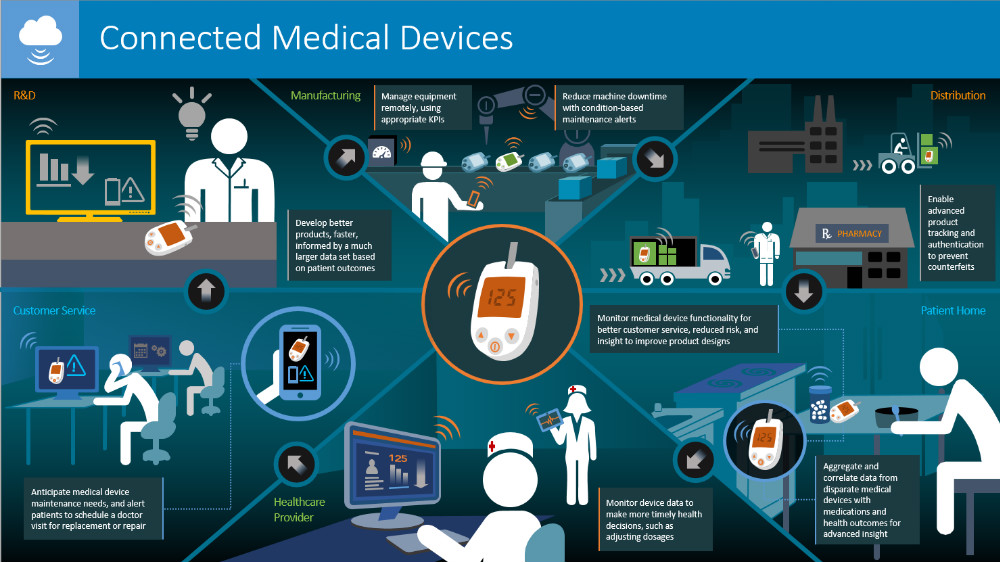 Connected Medical Devices
R&D
Develop better
products, faster,
informed by a much
larger data set based
on patient outcomes
Manufacturing
Manage equipment
remotely, using
appropriate KPIs
Reduce machine downtime
with condition-based
maintenance alerts
Distribution
Enable
advanced
product
tracking and
authentication
to prevent
counterfeits
Rx PHARMACY
125
Customer Service
Anticipate medical device
maintenance needs, and alert
patients to schedule a doctor
visit for replacement or repair
Healthcare
Provider
125
Monitor device data to
make more timely health
decisions, such as
adjusting dosages
Monitor medical device functionality for
better customer service, reduced risk, and
insight to improve product designs
Patient Home
125
Aggregate and
correlate data from
disparate medical
devices with
medications and
health outcomes for
advanced insight